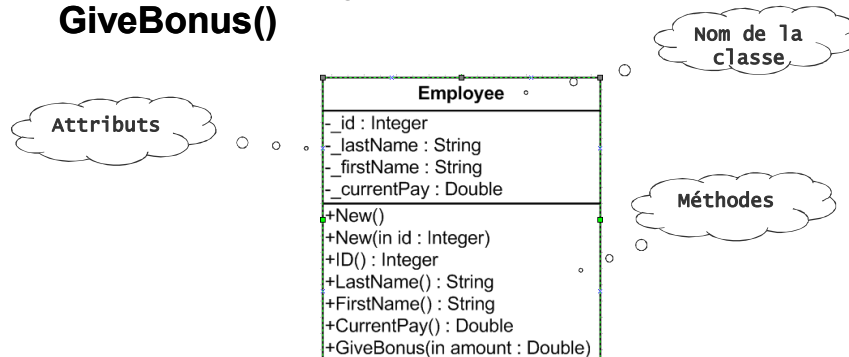 GiveBonus()
Nom de la
classe
Employee
Attributs
-_id : Integer
-_lastName : String
-_firstName : String
-_currentPay : Double
Méthodes
+New()
+New(in id : Integer)
+ID() : Integer
+LastName() : String
+FirstName() : String
+CurrentPay() : Double
+GiveBonus(in amount : Double)